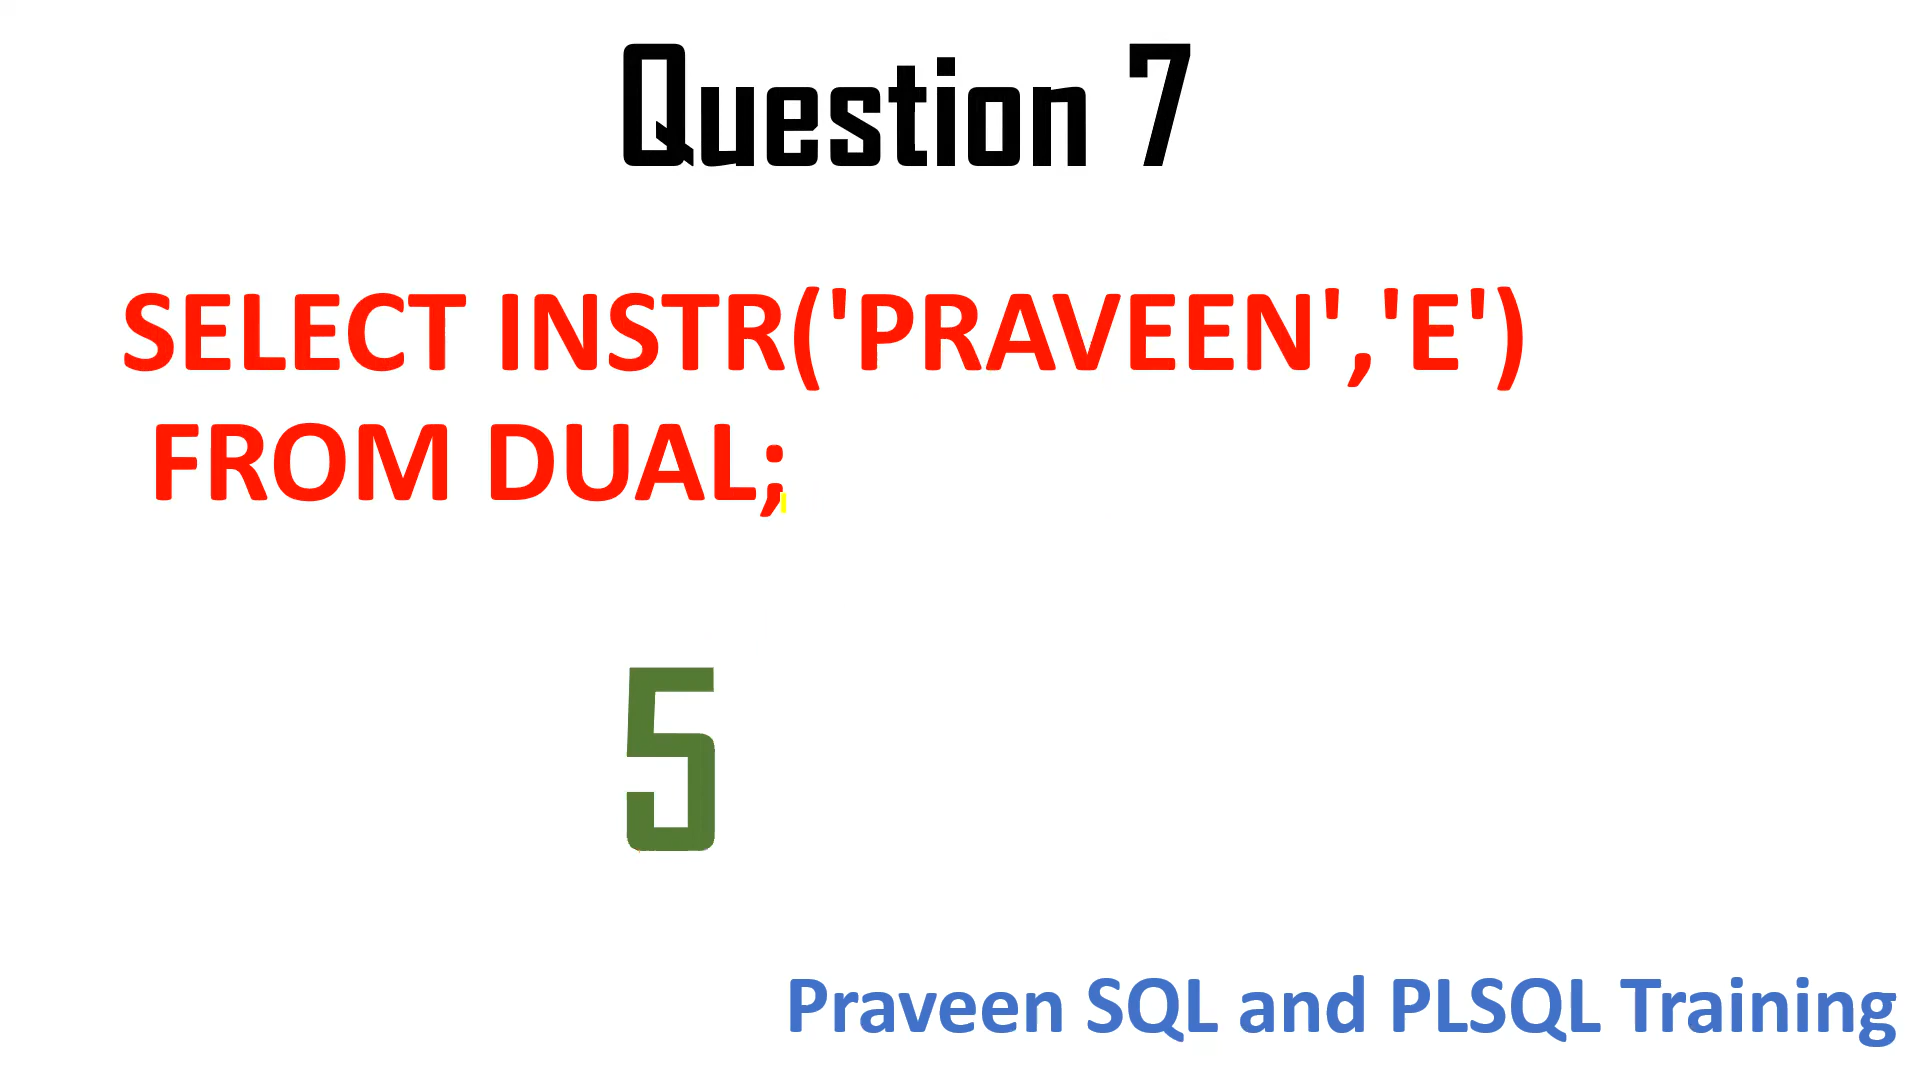 Question 7
SELECT INSTR('PRAVEEN','E')
FROM DUAL;
5
Praveen SQL and PLSQL Training